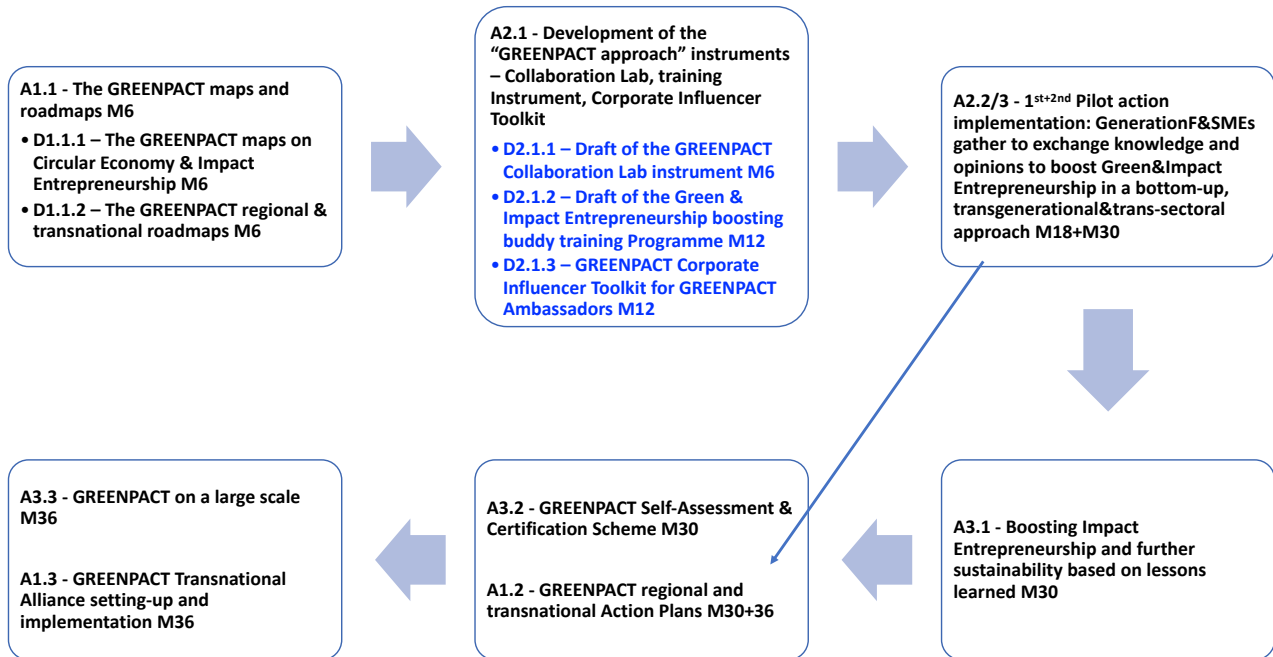 A1.1 - The GREENPACT maps and
roadmaps M6
• D1.1.1 – The GREENPACT maps on
Circular Economy & Impact
Entrepreneurship M6
• D1.1.2 – The GREENPACT regional &
transnational roadmaps M6
A2.1 - Development of the
“GREENPACT approach” instruments
– Collaboration Lab, training
Instrument, Corporate Influencer
Toolkit
• D2.1.1 – Draft of the GREENPACT
Collaboration Lab instrument M6
• D2.1.2 – Draft of the Green &
Impact Entrepreneurship boosting
buddy training Programme M12
• D2.1.3 – GREENPACT Corporate
Influencer Toolkit for GREENPACT
Ambassadors M12
A2.2/3 - 1st+2nd Pilot action
implementation: GenerationF&SMEs
gather to exchange knowledge and
opinions to boost Green&Impact
Entrepreneurship in a bottom-up,
transgenerational&trans-sectoral
approach M18+M30
A3.3 - GREENPACT on a large scale
M36
A1.3 - GREENPACT Transnational
Alliance setting-up and
implementation M36
A3.2 - GREENPACT Self-Assessment &
Certification Scheme M30
A1.2 - GREENPACT regional and
transnational Action Plans M30+36
A3.1 - Boosting Impact
Entrepreneurship and further
sustainability based on lessons
learned M30